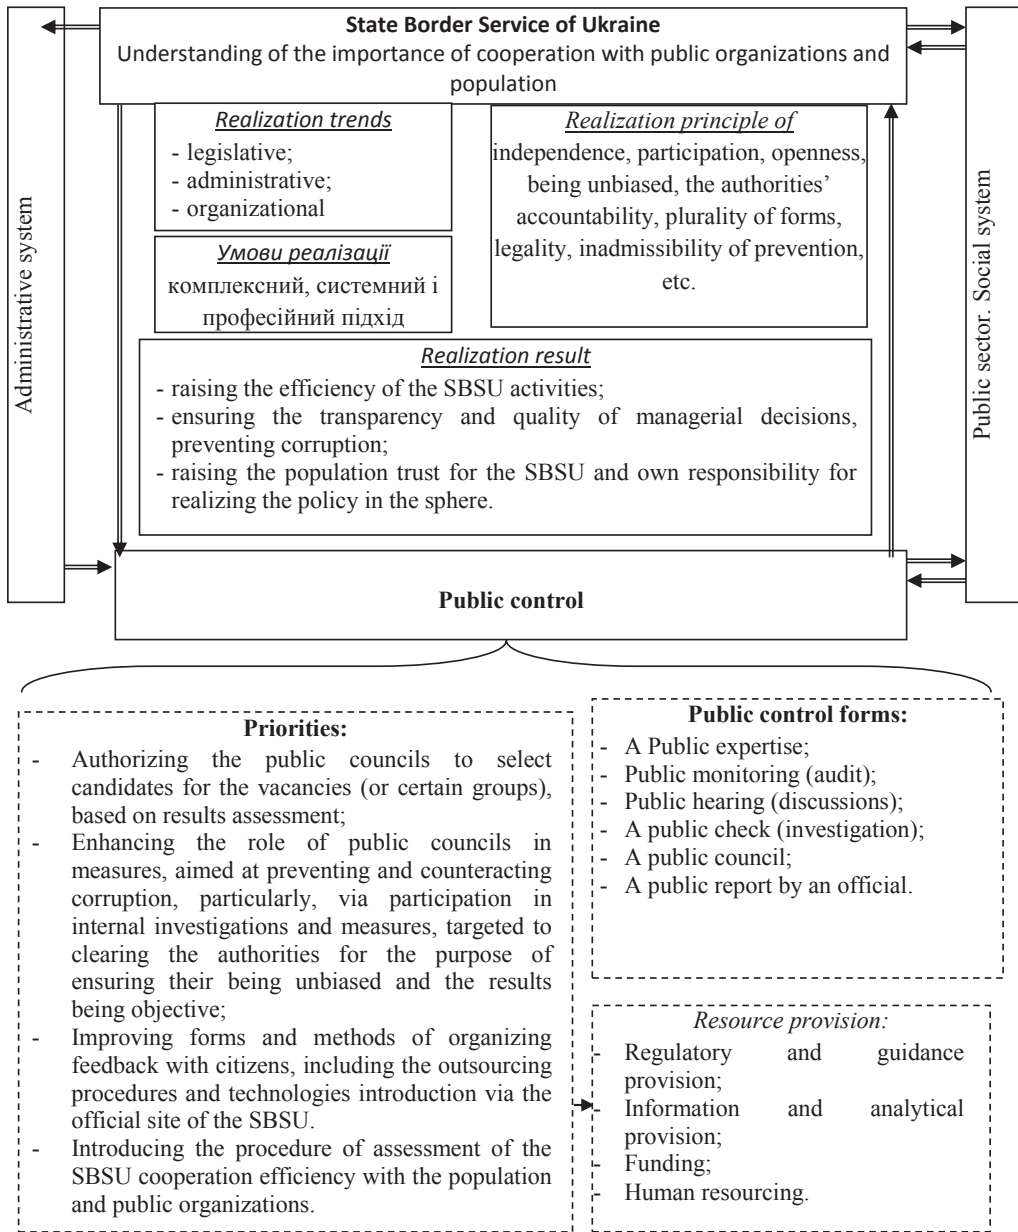 State Border Service of Ukraine
Understanding of the importance of cooperation with public organizations and
population
Administrative system
Realization trends
- legislative;
- administrative;
- organizational
Realization principle of
independence, participation, openness,
being unbiased, the authorities’
accountability, plurality of forms,
legality, inadmissibility of prevention,
etc.
Умови реалізації
комплексний, системний і
професійний підхід
Public sector. Social system
Realization result
- raising the efficiency of the SBSU activities;
- ensuring the transparency and quality of managerial decisions,
preventing corruption;
- raising the population trust for the SBSU and own responsibility for
realizing the policy in the sphere.
Public control
Priorities:
- Authorizing the public councils to select
candidates for the vacancies (or certain groups),
based on results assessment;
- Enhancing the role of public councils in
measures, aimed at preventing and counteracting
corruption, particularly, via participation in
internal investigations and measures, targeted to
clearing the authorities for the purpose of
ensuring their being unbiased and the results
being objective;
- Improving forms and methods of organizing
feedback with citizens, including the outsourcing
procedures and technologies introduction via the
official site of the SBSU.
- Introducing the procedure of assessment of the
SBSU cooperation efficiency with the population
and public organizations.
Public control forms:
- A Public expertise;
- Public monitoring (audit);
- Public hearing (discussions);
- A public check (investigation);
- A public council;
- A public report by an official.
Resource provision:
- Regulatory and guidance
provision;
- Information and analytical
provision;
- Funding;
- Human resourcing.